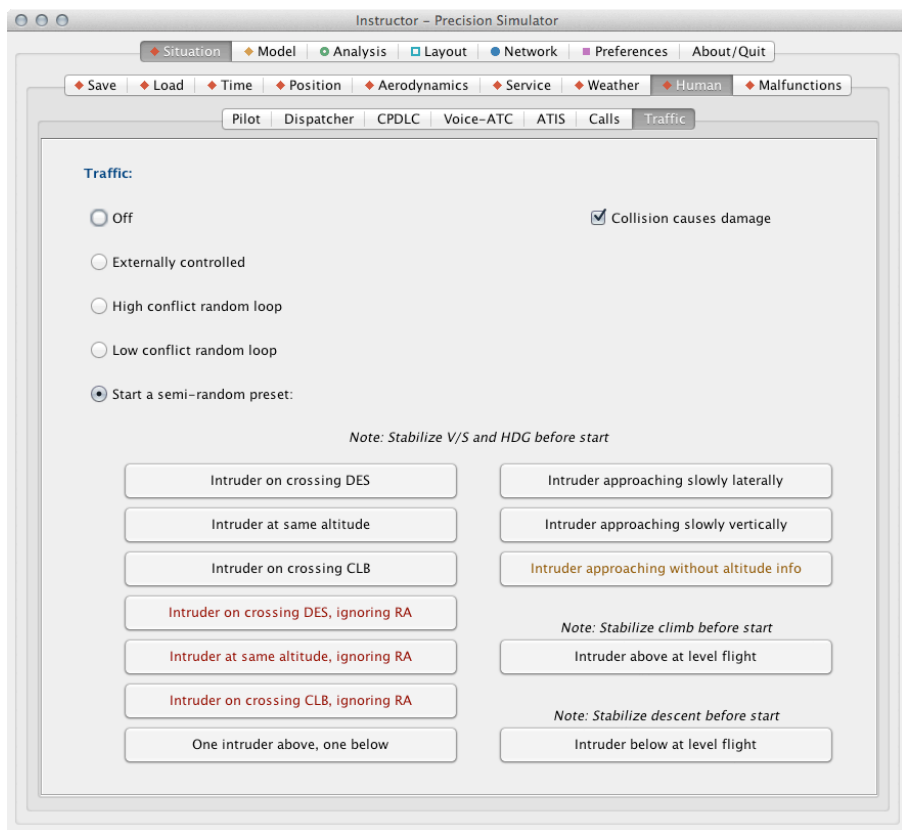 Instructor – Precision Simulator
Situation Model Analysis Layout Network Preferences About/Quit
Save Load Time Position Aerodynamics Service Weather Human Malfunctions
Pilot Dispatcher CPDLC Voice-ATC ATIS Calls Traffic
Traffic:
Off
Collision causes damage
Externally controlled
High conflict random loop
Low conflict random loop
Start a semi-random preset:
Note: Stabilize V/S and HDG before start
Intruder on crossing DES
Intruder approaching slowly laterally
Intruder at same altitude
Intruder approaching slowly vertically
Intruder on crossing CLB
Intruder approaching without altitude info
Intruder on crossing DES, ignoring RA
Note: Stabilize climb before start
Intruder at same altitude, ignoring RA
Intruder above at level flight
Intruder on crossing CLB, ignoring RA
Note: Stabilize descent before start
One intruder above, one below
Intruder below at level flight